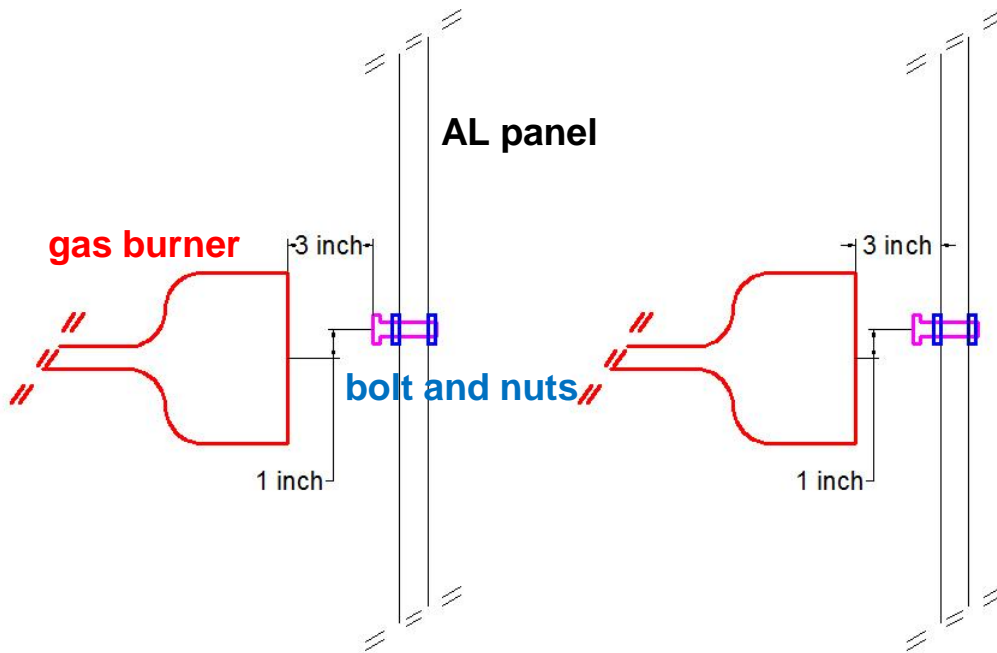 AL panel
gas burner
3 inch
3 inch
bolt and nuts
1 inch
1 inch